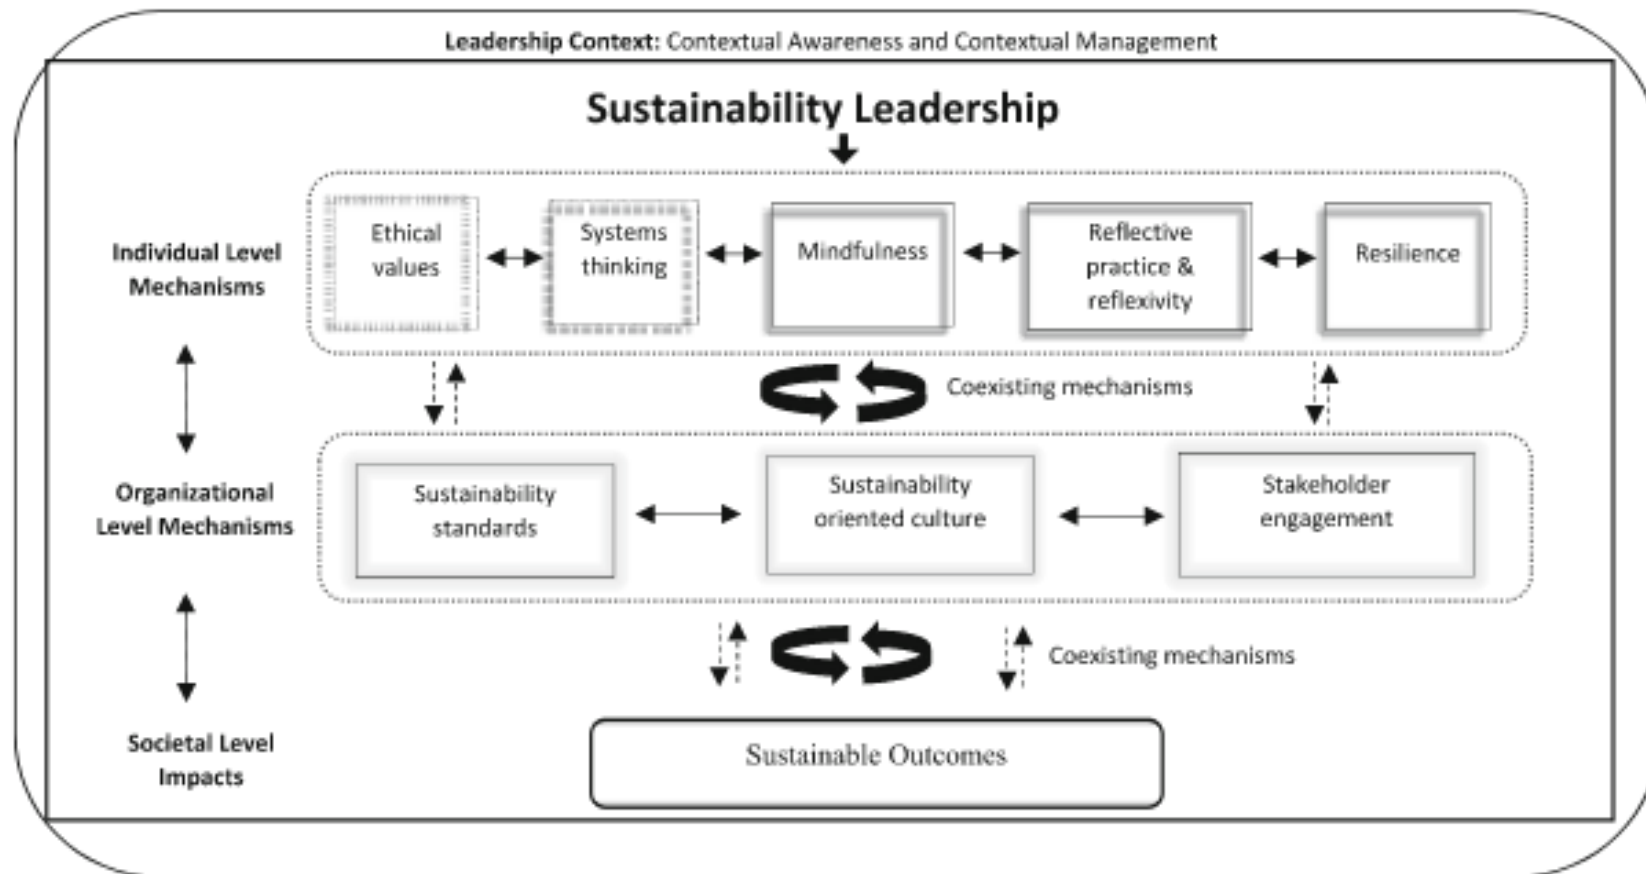 Leadership Context: Contextual Awareness and Contextual Management
Sustainability Leadership
Individual Level
Mechanisms
Ethical
values
Systems
thinking
Mindfulness
Reflective
practice &
reflexivity
Resilience
Coexisting mechanisms
Organizational
Level Mechanisms
Sustainability
standards
Sustainability
oriented culture
Stakeholder
engagement
Coexisting mechanisms
Societal Level
Impacts
Sustainable Outcomes